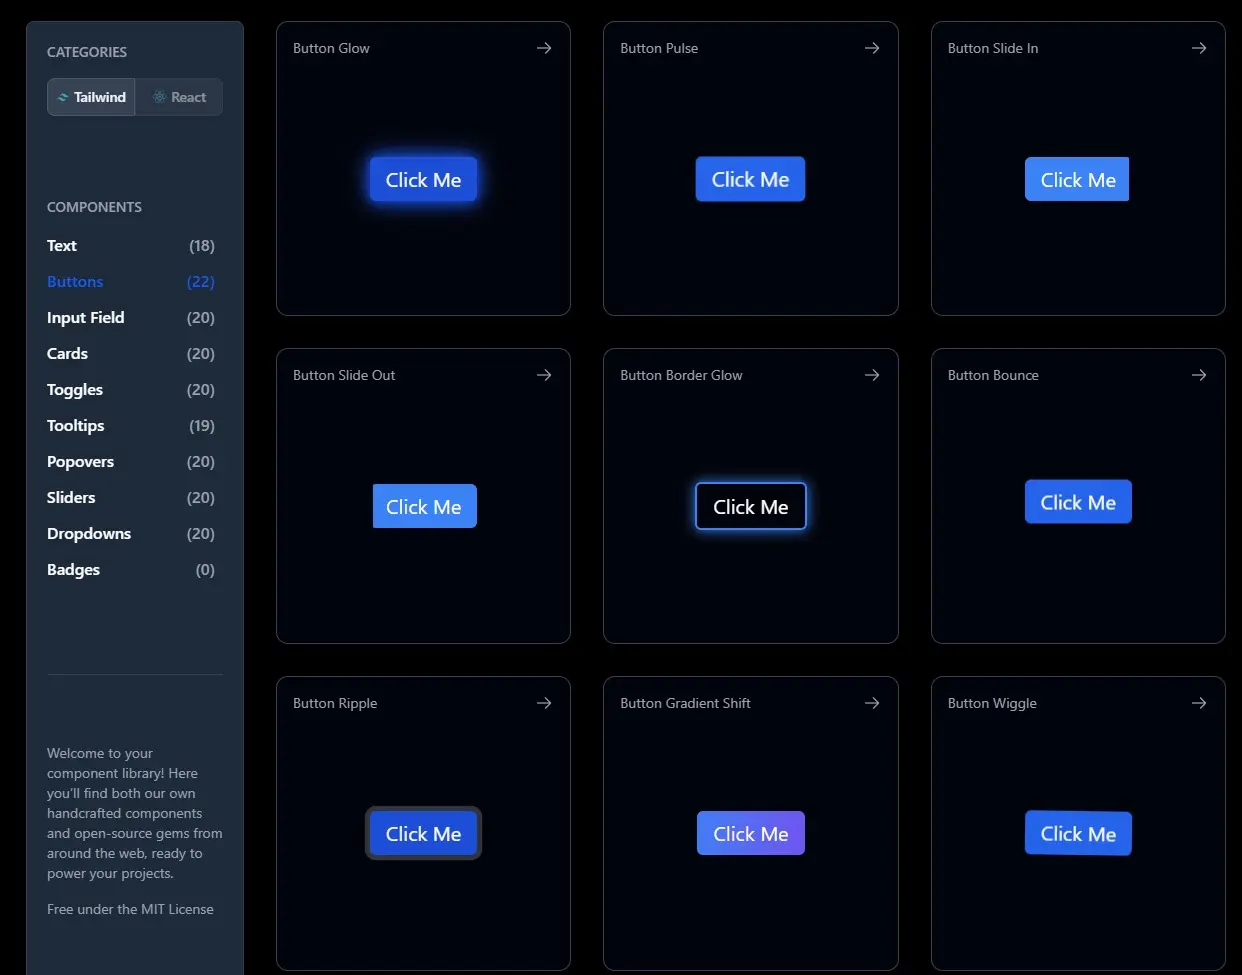 CATEGORIES
Tailwind React
COMPONENTS
Text (18)
Buttons (22)
Input Field (20)
Cards (20)
Toggles (20)
Tooltips (19)
Popovers (20)
Sliders (20)
Dropdowns (20)
Badges (0)
Welcome to your
component library! Here
you'll find both our own
handcrafted components
and open-source gems from
around the web, ready to
power your projects.
Free under the MIT License
Button Glow
Click Me
Button Pulse
Click Me
Button Slide In
Click Me
Button Slide Out
Click Me
Button Border Glow
Click Me
Button Bounce
Click Me
Button Ripple
Click Me
Button Gradient Shift
Click Me
Button Wiggle
Click Me